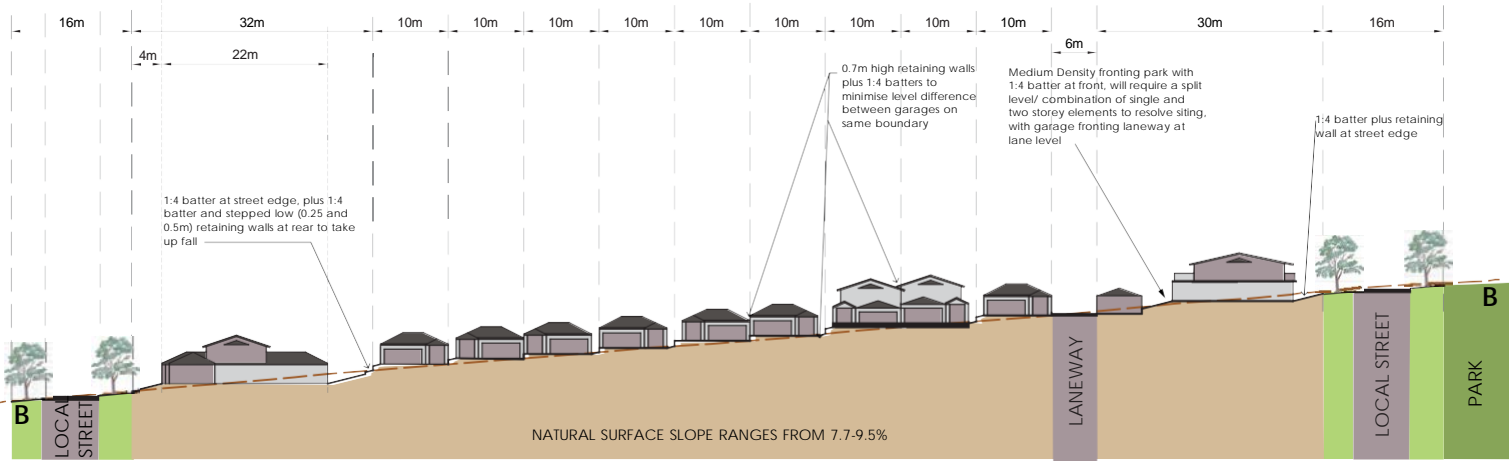 16m
32m
10m
10m
10m
10m
10m
10m
10m
10m
10m
30m
16m
6m
4m
22m
0.7m high retaining walls
plus 1:4 batters to
minimise level difference
between garages on
same boundary
Medium Density fronting park with
1:4 batter at front, will require a split
level/ combination of single and
two storey elements to resolve siting,
with garage fronting laneway at
lane level
1:4 batter plus retaining
wall at street edge
1:4 batter at street edge, plus 1:4
batter and stepped low (0.25 and
0.5m) retaining walls at rear to take
up fall
B
LOCAL
STREET
NATURAL SURFACE SLOPE RANGES FROM 7.7-9.5%
LANEWAY
LOCAL STREET
PARK
B